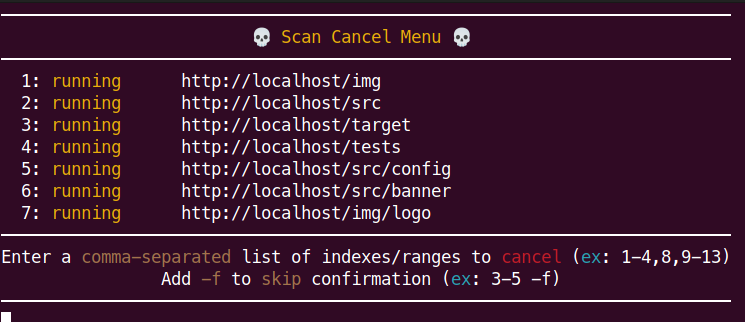 💀 Scan Cancel Menu 💀
1: running http://localhost/img
2: running http://localhost/src
3: running http://localhost/target
4: running http://localhost/tests
5: running http://localhost/src/config
6: running http://localhost/src/banner
7: running http://localhost/img/logo
Enter a comma-separated list of indexes/ranges to cancel (ex: 1-4,8,9-13)
Add -f to skip confirmation (ex: 3-5 -f)